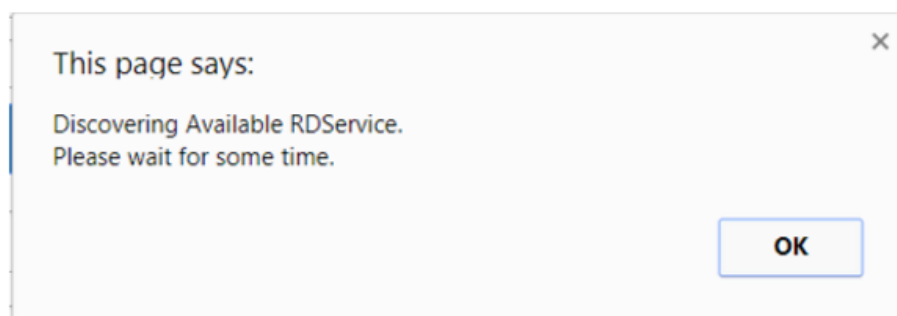 This page says:
Discovering Available RDService.
Please wait for some time.
OK